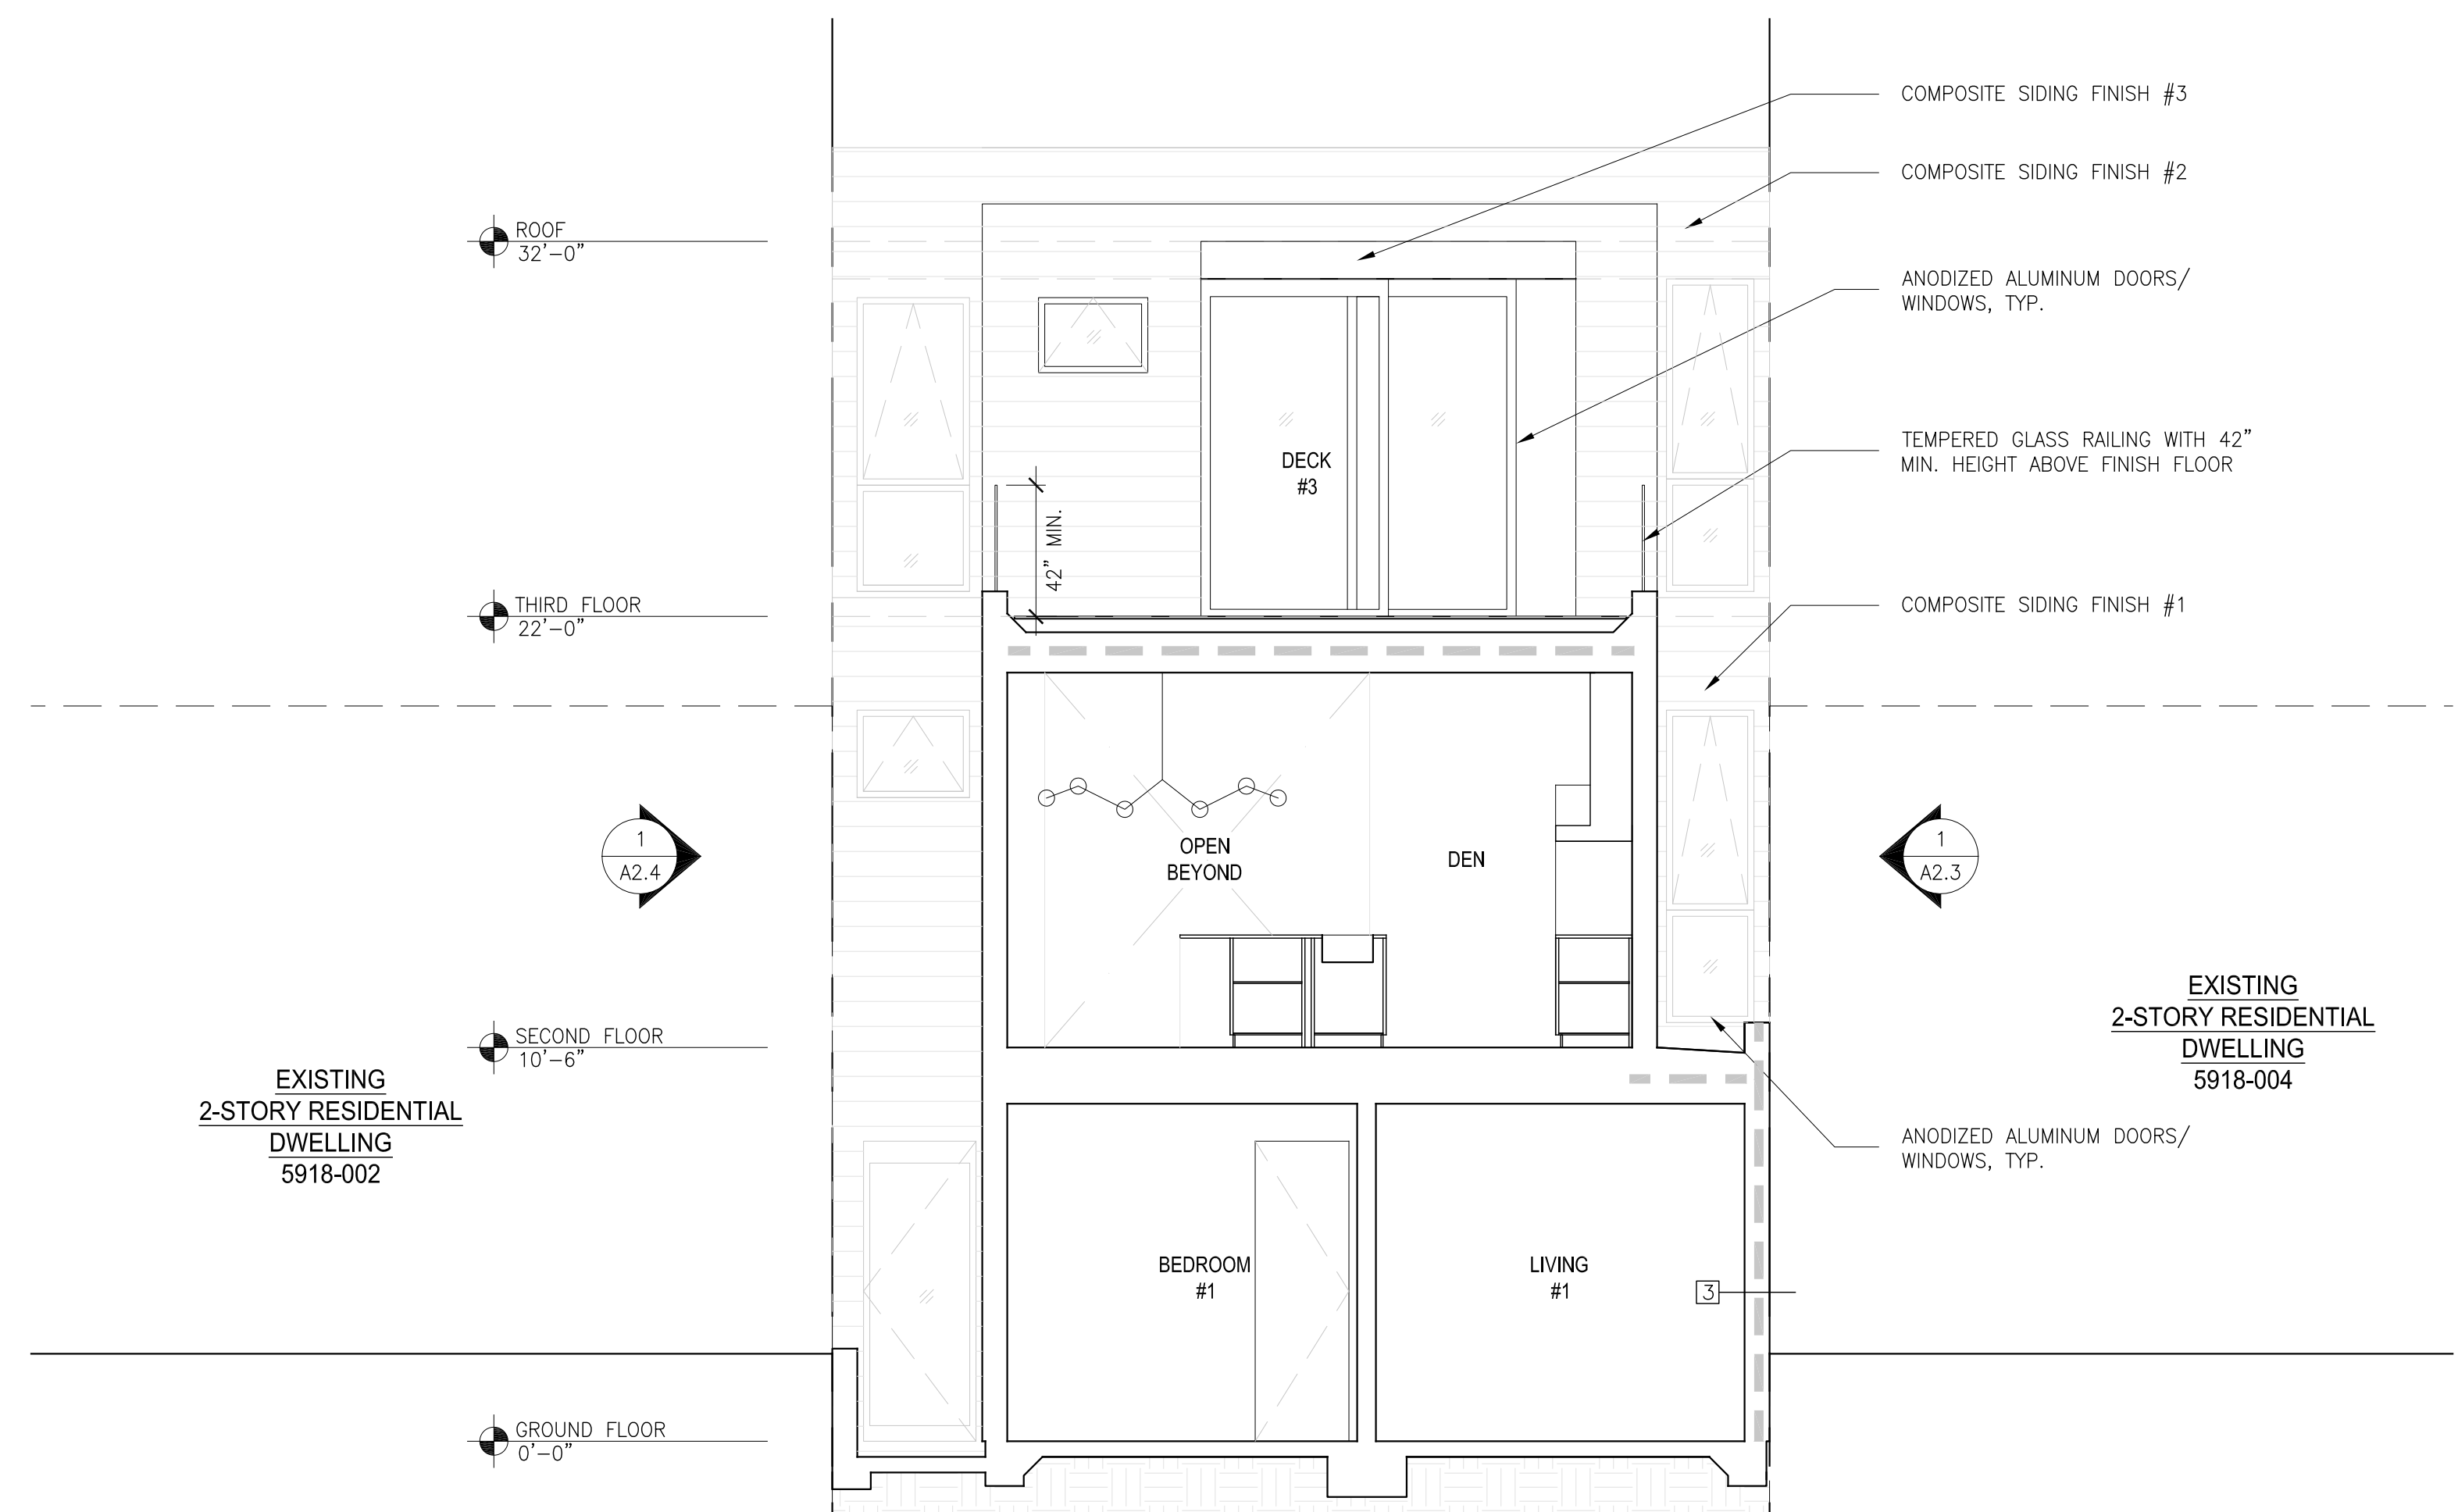 COMPOSITE SIDING FINISH #3
COMPOSITE SIDING FINISH #2
ROOF
32'-0"
ANODIZED ALUMINUM DOORS/
WINDOWS, TYP.
TEMPERED GLASS RAILING WITH 42"
MIN. HEIGHT ABOVE FINISH FLOOR
DECK
#3
42" MIN.
THIRD FLOOR
22'-0"
COMPOSITE SIDING FINISH #1
1
A2.4
OPEN
BEYOND
DEN
1
A2.3
SECOND FLOOR
10'-6"
EXISTING
2-STORY RESIDENTIAL
DWELLING
5918-004
EXISTING
2-STORY RESIDENTIAL
DWELLING
5918-002
ANODIZED ALUMINUM DOORS/
WINDOWS, TYP.
BEDROOM
#1
LIVING
#1
3
GROUND FLOOR
0'-0"